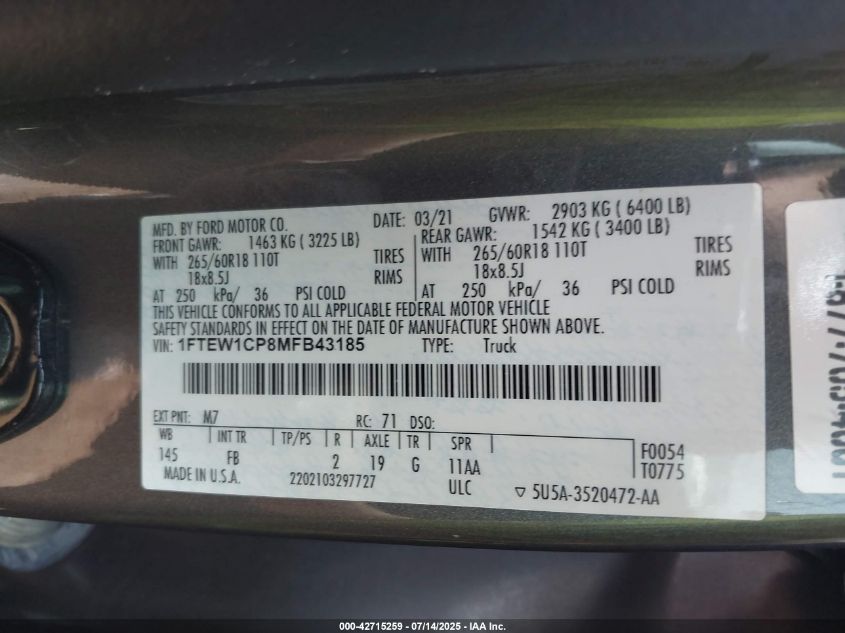 MFD. BY FORD MOTOR CO. DATE: 03/21 GVWR: 2903 KG ( 6400 LB)
FRONT GAWR: 1463 KG ( 3225 LB) REAR GAWR: 1542 KG ( 3400 LB)
WITH 265/60R18 110T TIRES WITH 265/60R18 110T TIRES
18x8.5J RIMS 18x8.5J RIMS
AT 250 kPa/ 36 PSI COLD AT 250 kPa/ 36 PSI COLD
THIS VEHICLE CONFORMS TO ALL APPLICABLE FEDERAL MOTOR VEHICLE
SAFETY STANDARDS IN EFFECT ON THE DATE OF MANUFACTURE SHOWN ABOVE.
VIN: 1FTEW1CP8MFB43185 TYPE: Truck
EXT PNT: M7 RC: 71 DSO:
WB INT TR TP/PS R AXLE TR SPR F0054
145 FB 2 19 G 11AA T0775
MADE IN U.S.A. 2202103297727 ULC ▽ 5U5A-3520472-AA
000-42715259 - 07/14/2025 - IAA Inc.